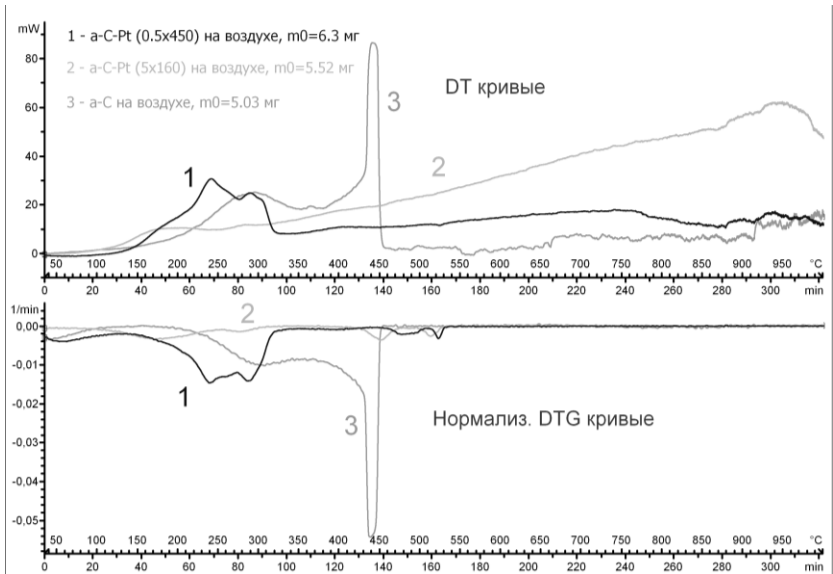 mW
80
60
40
20
0
1 - a-C-Pt (0.5x450) на воздухе, m0=6.3 мг
2 - a-C-Pt (5x160) на воздухе, m0=5.52 мг
3 - a-C на воздухе, m0=5.03 мг
DT кривые
1
2
3
50 100 150 200 250 300 350 400 450 500 550 600 650 700 750 800 850 900 950 °C
0 20 40 60 80 100 120 140 160 180 200 220 240 260 280 300 min
1/min
0,00
-0,01
-0,02
-0,03
-0,04
-0,05
2
1
3
Нормализ. DTG кривые
50 100 150 200 250 300 350 400 450 500 550 600 650 700 750 800 850 900 950 °C
0 20 40 60 80 100 120 140 160 180 200 220 240 260 280 300 min